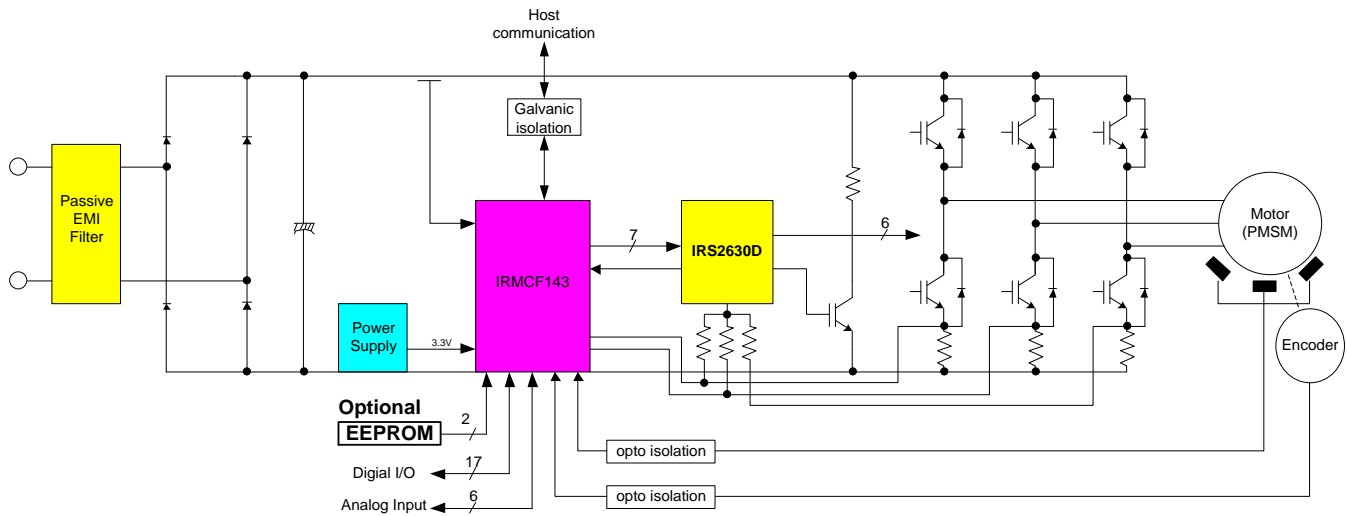 Host
communication
Galvanic
isolation
Passive
EMI
Filter
IRMCF143
7
IRS2630D
6
Motor
(PMSM)
Power
Supply
3.3V
Encoder
Optional
EEPROM
2
opto isolation
Digial I/O
17
Analog Input
6
opto isolation